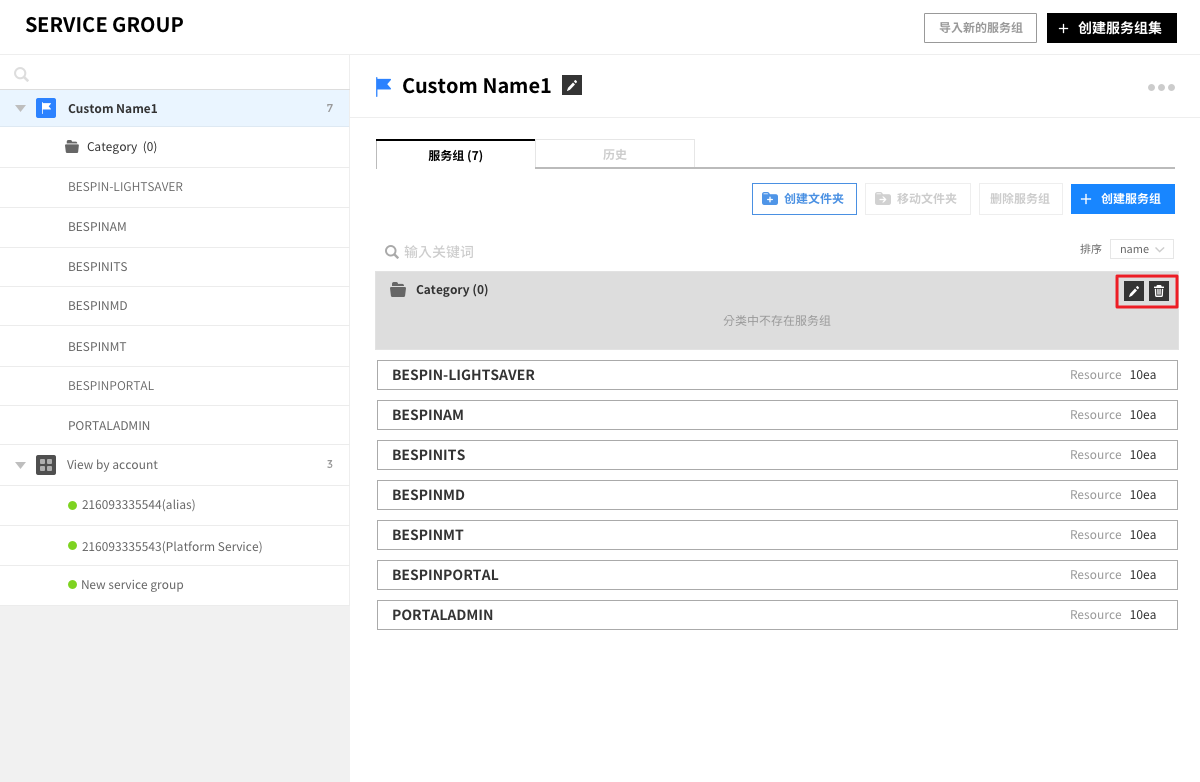 SERVICE GROUP
导入新的服务组
创建服务组集
Custom Name1 7
Category (0)
BESPIN-LIGHTSAVER
BESPINAM
BESPINITS
BESPINMD
BESPINMT
BESPINPORTAL
PORTALADMIN
View by account 3
216093335544(alias)
216093335543(Platform Service)
New service group
Custom Name1
服务组 (7)
历史
创建文件夹
移动文件夹
删除服务组
创建服务组
输入关键词
排序 name
Category (0)
分类中不存在服务组
BESPIN-LIGHTSAVER Resource 10ea
BESPINAM Resource 10ea
BESPINITS Resource 10ea
BESPINMD Resource 10ea
BESPINMT Resource 10ea
BESPINPORTAL Resource 10ea
PORTALADMIN Resource 10ea